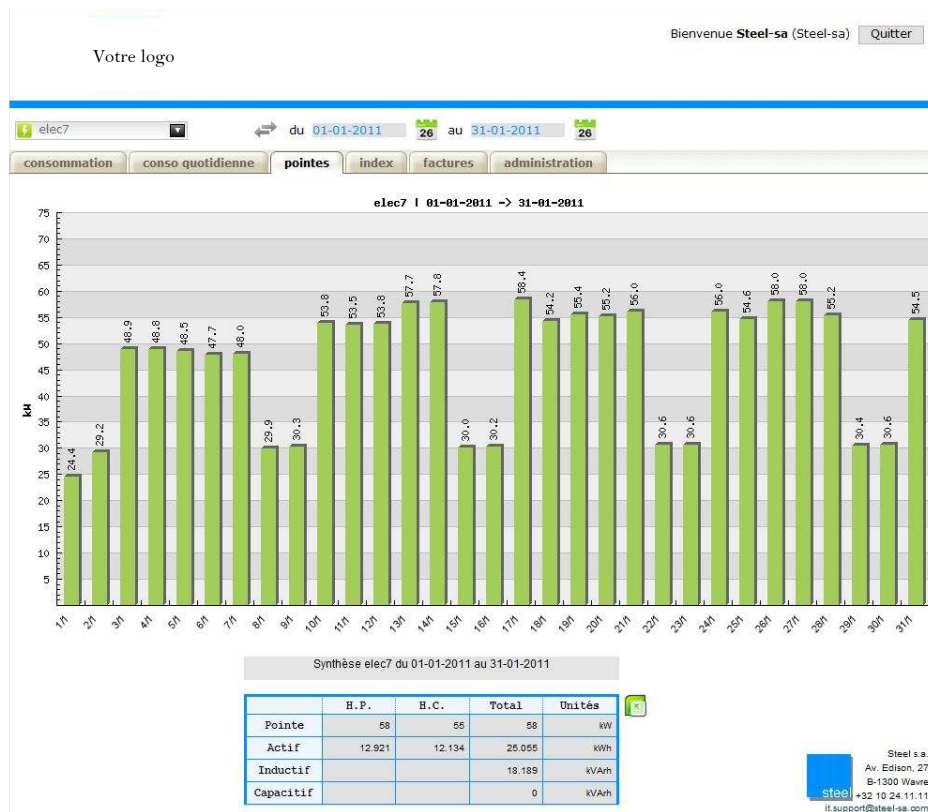 Bienvenue Steel-sa (Steel-sa) Quitter
Votre logo
elec7 du 01-01-2011 26 au 31-01-2011 26
consommation conso quotidienne pointes index factures administration
elec7 | 01-01-2011 -> 31-01-2011
kW
75
70
65
60
55
50
45
40
35
30
25
20
15
10
5
24.4 29.2 48.9 48.8 48.5 47.7 48.0 29.9 30.3 53.8 53.5 53.8 57.7 57.8 30.0 30.2 58.4 54.2 55.4 55.2 56.0 30.6 30.6 56.0 54.6 58.0 58.0 55.2 30.4 30.6 54.5
1/1 2/1 3/1 4/1 5/1 6/1 7/1 8/1 9/1 10/1 11/1 12/1 13/1 14/1 15/1 16/1 17/1 18/1 19/1 20/1 21/1 22/1 23/1 24/1 25/1 26/1 27/1 28/1 29/1 30/1 31/1
Synthèse elec7 du 01-01-2011 au 31-01-2011
H.P. H.C. Total Unités
Pointe 58 55 58 kW
Actif 12.921 12.134 25.055 kWh
Inductif 18.189 kVArh
Capacitif 0 kVArh
steel
Steel s.a.
Av. Edison, 27
B-1300 Wavre
+32 10 24.11.11
it.support@steel-sa.com